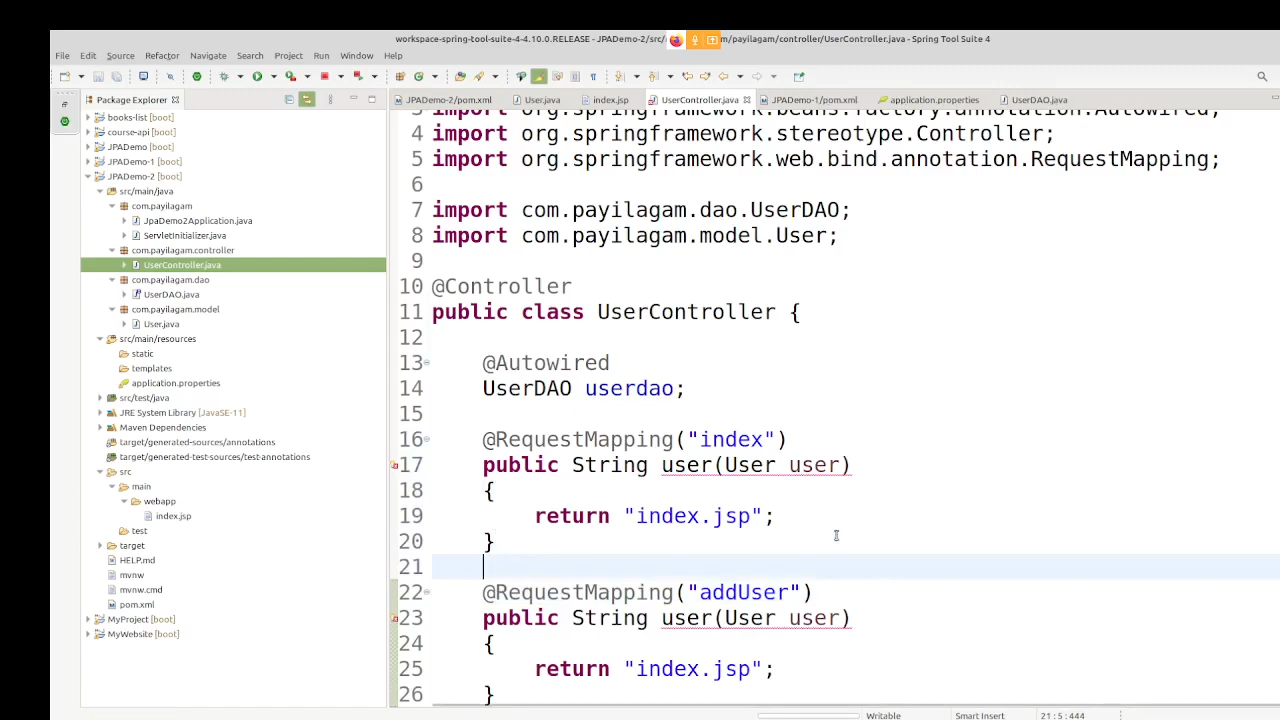 workspace-spring-tool-suite-4-4.10.0.RELEASE - JPADemo-2/src/ m/payilagam/controller/UserController.java - Spring Tool Suite 4
File Edit Source Refactor Navigate Search Project Run Window Help
Package Explorer
JPADemo-2/pom.xml User.java index.jsp UserController.java JPADemo-1/pom.xml application.properties UserDAO.java
books-list [boot]
course-api [boot]
JPADemo [boot]
JPADemo-1 [boot]
JPADemo-2 [boot]
src/main/java
com.payilagam
JpaDemo2Application.java
ServletInitializer.java
com.payilagam.controller
UserController.java
com.payilagam.dao
UserDAO.java
com.payilagam.model
User.java
src/main/resources
static
templates
application.properties
src/test/java
JRE System Library [JavaSE-11]
Maven Dependencies
target/generated-sources/annotations
target/generated-test-sources/test-annotations
src
main
webapp
index.jsp
test
target
HELP.md
mvnw
mvnw.cmd
pom.xml
MyProject [boot]
MyWebsite [boot]
3 import org.springframework.beans.factory.annotation.Autowired;
4 import org.springframework.stereotype.Controller;
5 import org.springframework.web.bind.annotation.RequestMapping;
6
7 import com.payilagam.dao.UserDAO;
8 import com.payilagam.model.User;
9
10 @Controller
11 public class UserController {
12
13 @Autowired
14 UserDAO userdao;
15
16 @RequestMapping("index")
17 public String user(User user)
18 {
19 return "index.jsp";
20 }
21
22 @RequestMapping("addUser")
23 public String user(User user)
24 {
25 return "index.jsp";
26 }
Writable Smart Insert 21 : 5 : 444